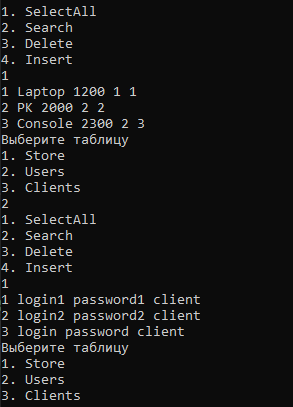 1. SelectAll
2. Search
3. Delete
4. Insert
1
1 Laptop 1200 1 1
2 PK 2000 2 2
3 Console 2300 2 3
Выберите таблицу
1. Store
2. Users
3. Clients
2
1. SelectAll
2. Search
3. Delete
4. Insert
1
1 login1 password1 client
2 login2 password2 client
3 login password client
Выберите таблицу
1. Store
2. Users
3. Clients